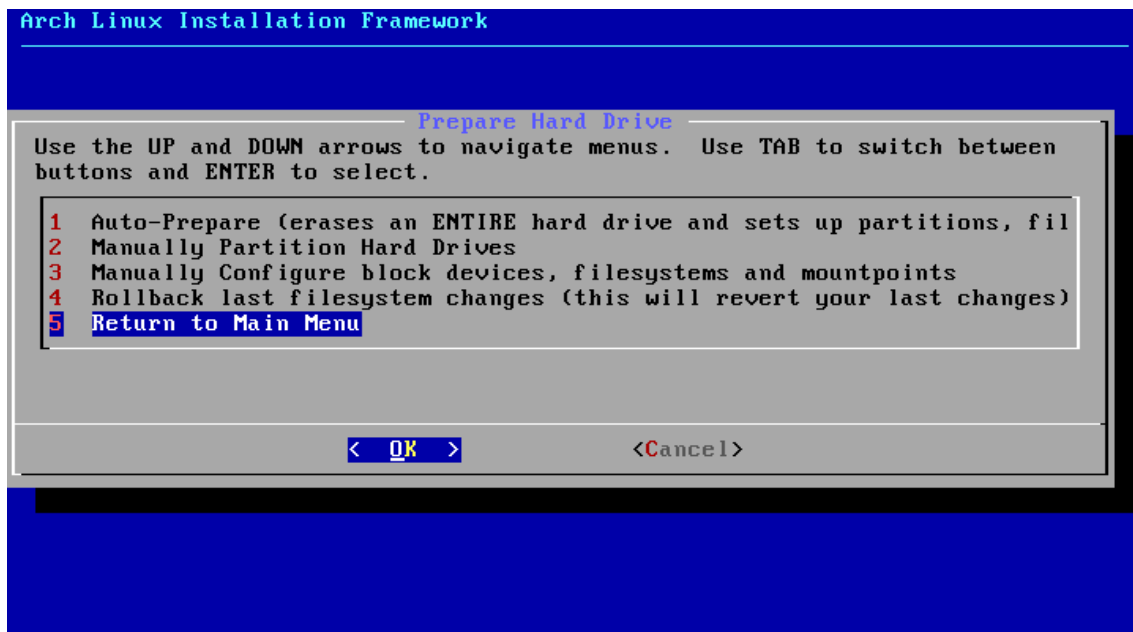 Arch Linux Installation Framework
Prepare Hard Drive
Use the UP and DOWN arrows to navigate menus.  Use TAB to switch between
buttons and ENTER to select.
1  Auto-Prepare (erases an ENTIRE hard drive and sets up partitions, fil
2  Manually Partition Hard Drives
3  Manually Configure block devices, filesystems and mountpoints
4  Rollback last filesystem changes (this will revert your last changes)
5  Return to Main Menu
<  OK  >  <Cancel>